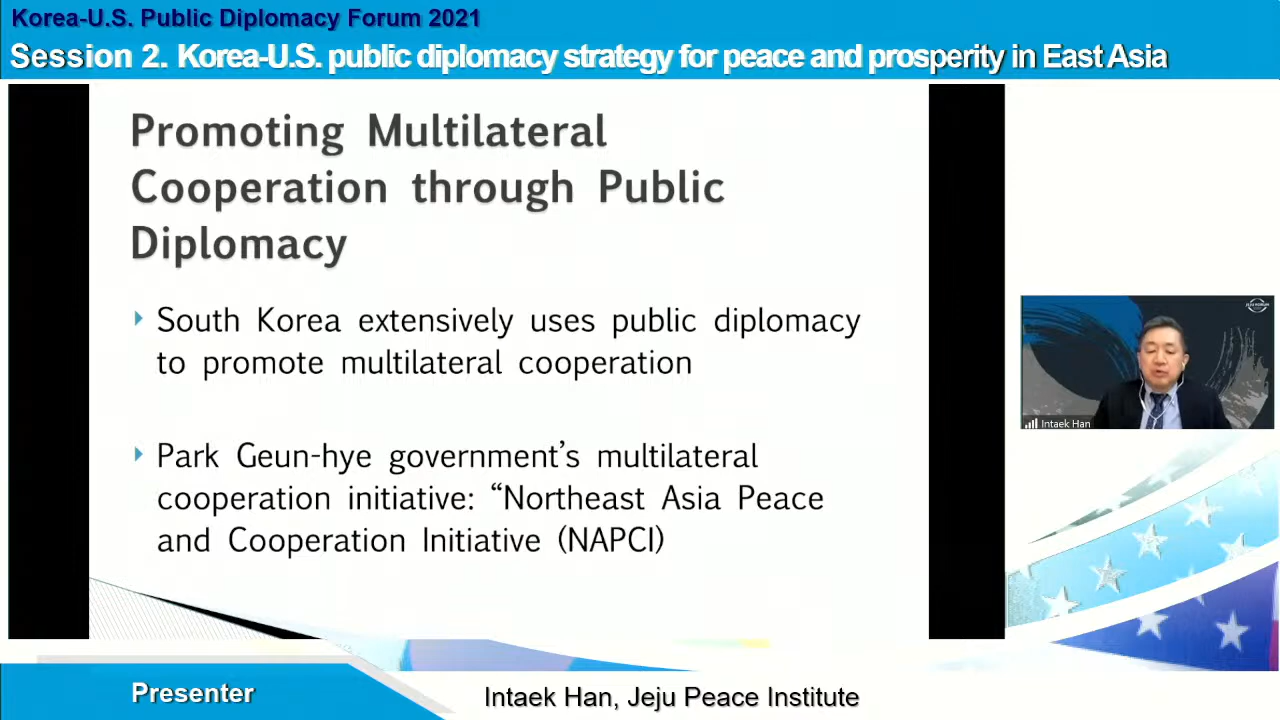 Korea-U.S. Public Diplomacy Forum 2021
Session 2. Korea-U.S. public diplomacy strategy for peace and prosperity in East Asia
Promoting Multilateral
Cooperation through Public
Diplomacy
South Korea extensively uses public diplomacy
to promote multilateral cooperation
Park Geun-hye government’s multilateral
cooperation initiative: “Northeast Asia Peace
and Cooperation Initiative (NAPCI)
JEJU FORUM
Intaek Han
Presenter
Intaek Han, Jeju Peace Institute